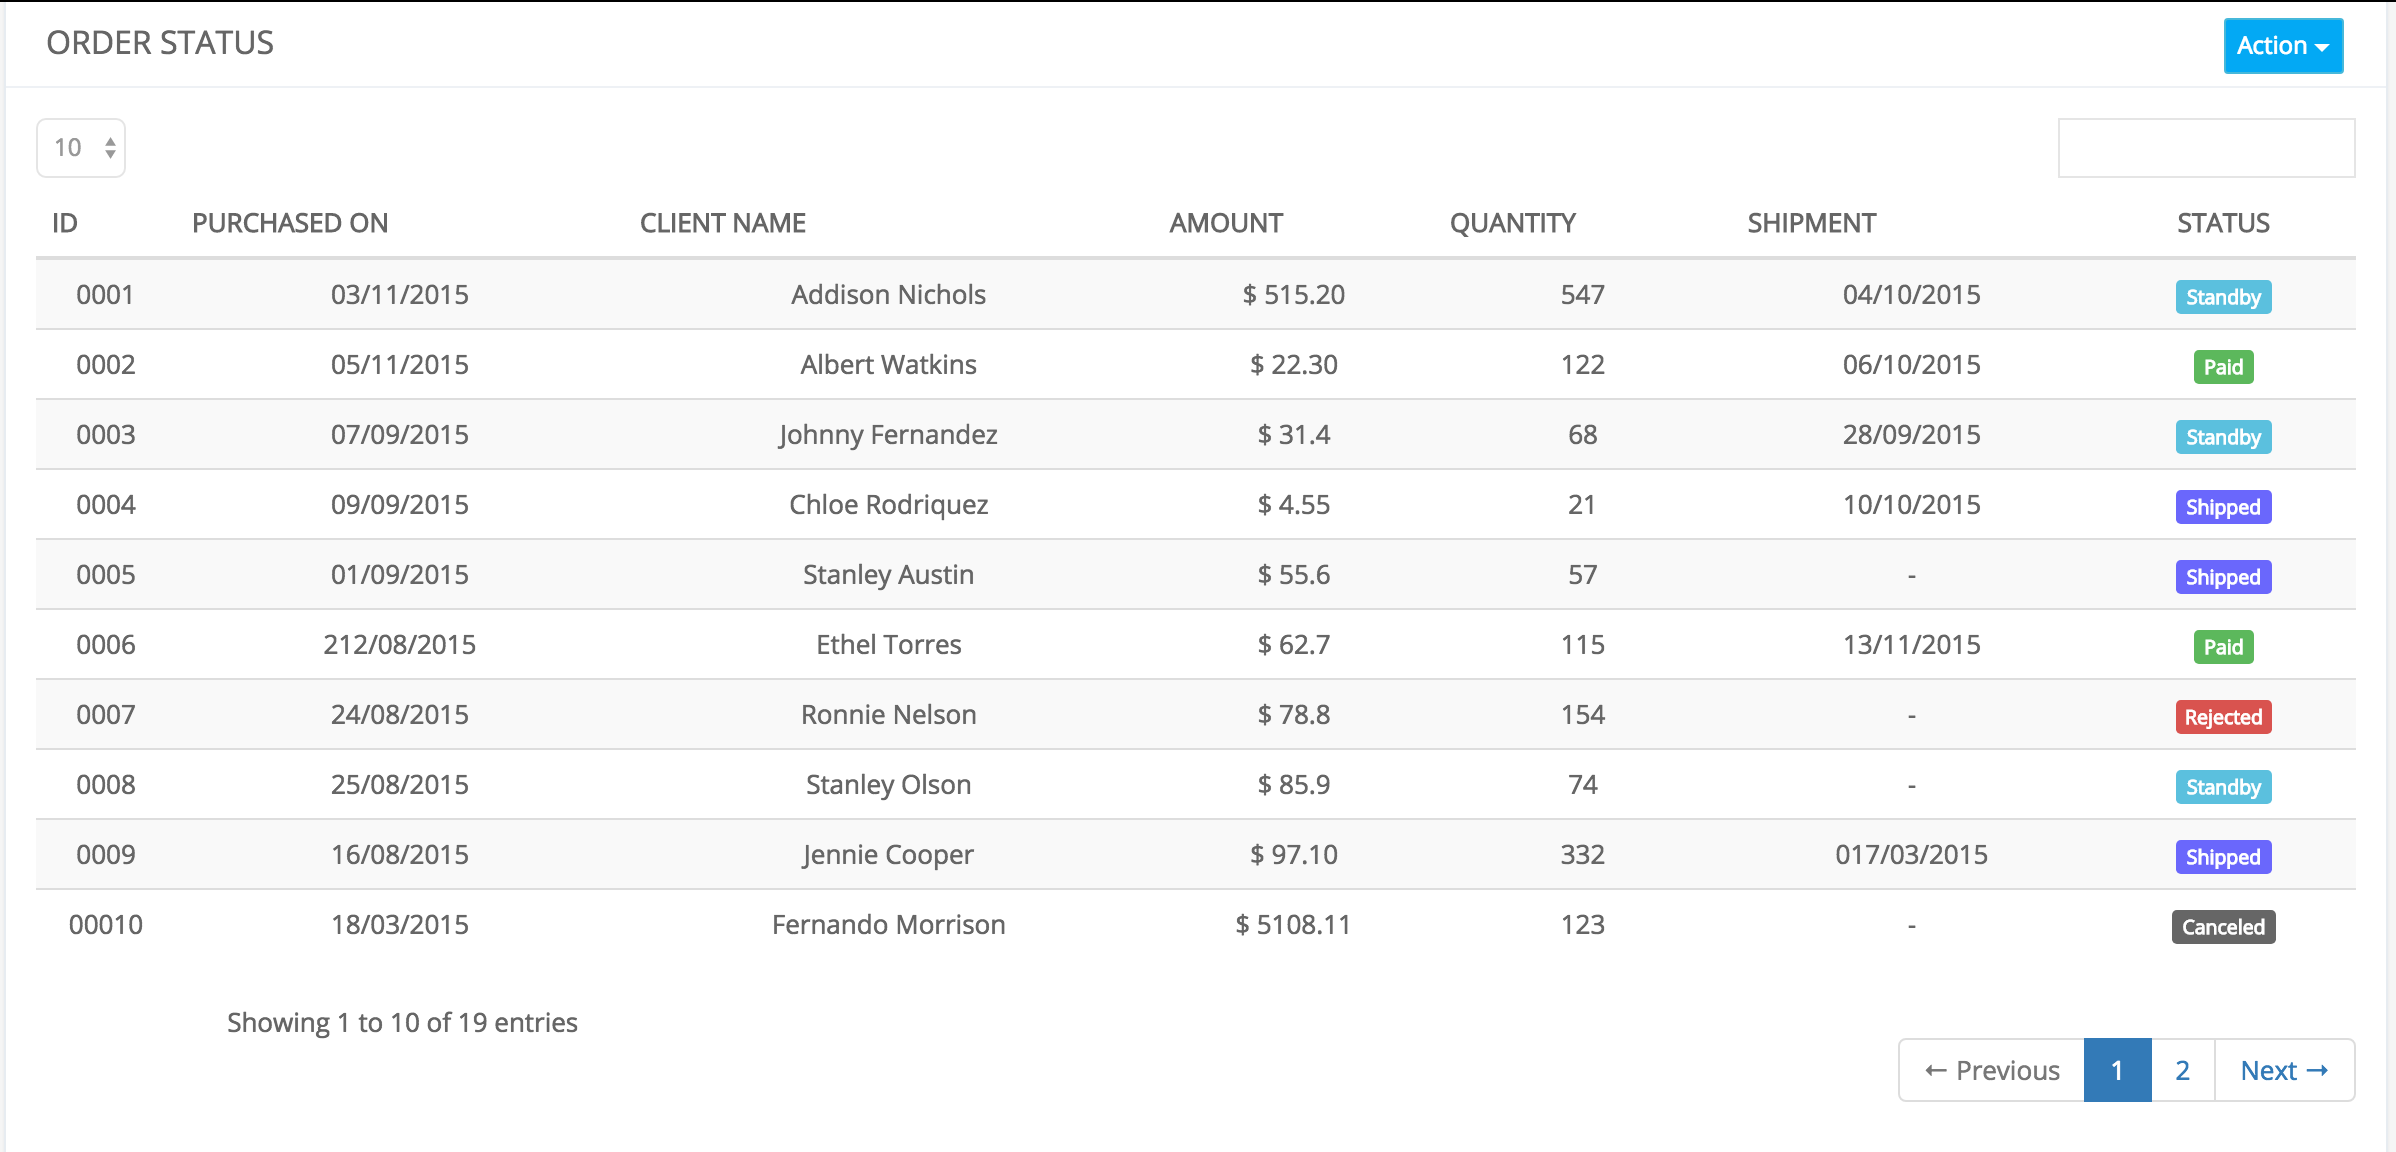 ORDER STATUS Action
10
ID PURCHASED ON CLIENT NAME AMOUNT QUANTITY SHIPMENT STATUS
0001 03/11/2015 Addison Nichols $ 515.20 547 04/10/2015 Standby
0002 05/11/2015 Albert Watkins $ 22.30 122 06/10/2015 Paid
0003 07/09/2015 Johnny Fernandez $ 31.4 68 28/09/2015 Standby
0004 09/09/2015 Chloe Rodriquez $ 4.55 21 10/10/2015 Shipped
0005 01/09/2015 Stanley Austin $ 55.6 57 - Shipped
0006 212/08/2015 Ethel Torres $ 62.7 115 13/11/2015 Paid
0007 24/08/2015 Ronnie Nelson $ 78.8 154 - Rejected
0008 25/08/2015 Stanley Olson $ 85.9 74 - Standby
0009 16/08/2015 Jennie Cooper $ 97.10 332 017/03/2015 Shipped
00010 18/03/2015 Fernando Morrison $ 5108.11 123 - Canceled
Showing 1 to 10 of 19 entries
← Previous 1 2 Next →